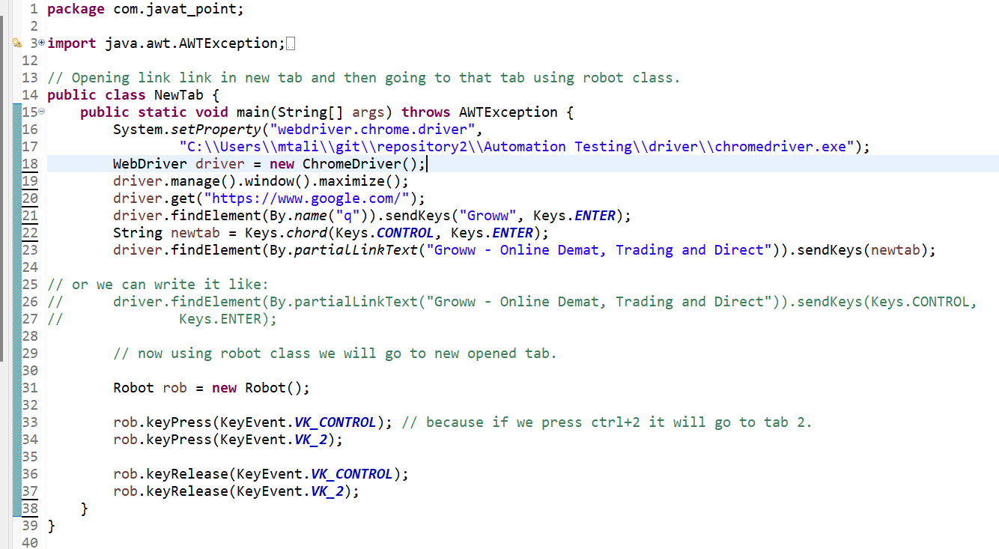 1 package com.javat_point;
2
3 import java.awt.AWTException;
12
13 // Opening link link in new tab and then going to that tab using robot class.
14 public class NewTab {
15     public static void main(String[] args) throws AWTException {
16         System.setProperty("webdriver.chrome.driver",
17                 "C:\\Users\\mtali\\git\\repository2\\Automation Testing\\driver\\chromedriver.exe");
18         WebDriver driver = new ChromeDriver();
19         driver.manage().window().maximize();
20         driver.get("https://www.google.com/");
21         driver.findElement(By.name("q")).sendKeys("Groww", Keys.ENTER);
22         String newtab = Keys.chord(Keys.CONTROL, Keys.ENTER);
23         driver.findElement(By.partialLinkText("Groww - Online Demat, Trading and Direct")).sendKeys(newtab);
24
25 // or we can write it like:
26 //      driver.findElement(By.partialLinkText("Groww - Online Demat, Trading and Direct")).sendKeys(Keys.CONTROL,
27 //              Keys.ENTER);
28
29         // now using robot class we will go to new opened tab.
30
31         Robot rob = new Robot();
32
33         rob.keyPress(KeyEvent.VK_CONTROL); // because if we press ctrl+2 it will go to tab 2.
34         rob.keyPress(KeyEvent.VK_2);
35
36         rob.keyRelease(KeyEvent.VK_CONTROL);
37         rob.keyRelease(KeyEvent.VK_2);
38     }
39 }
40